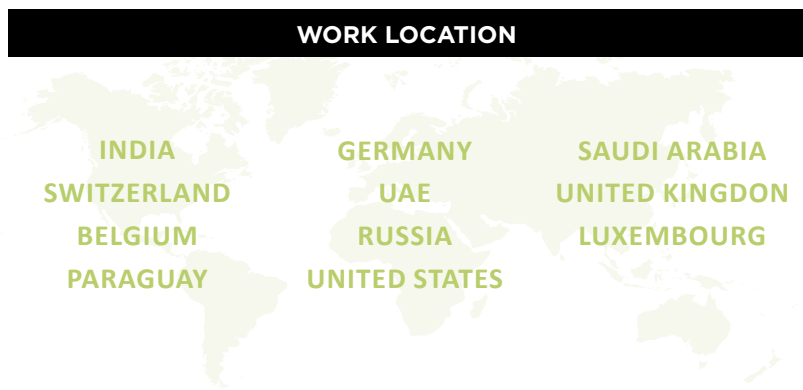 WORK LOCATION
INDIA
SWITZERLAND
BELGIUM
PARAGUAY
GERMANY
UAE
RUSSIA
UNITED STATES
SAUDI ARABIA
UNITED KINGDON
LUXEMBOURG